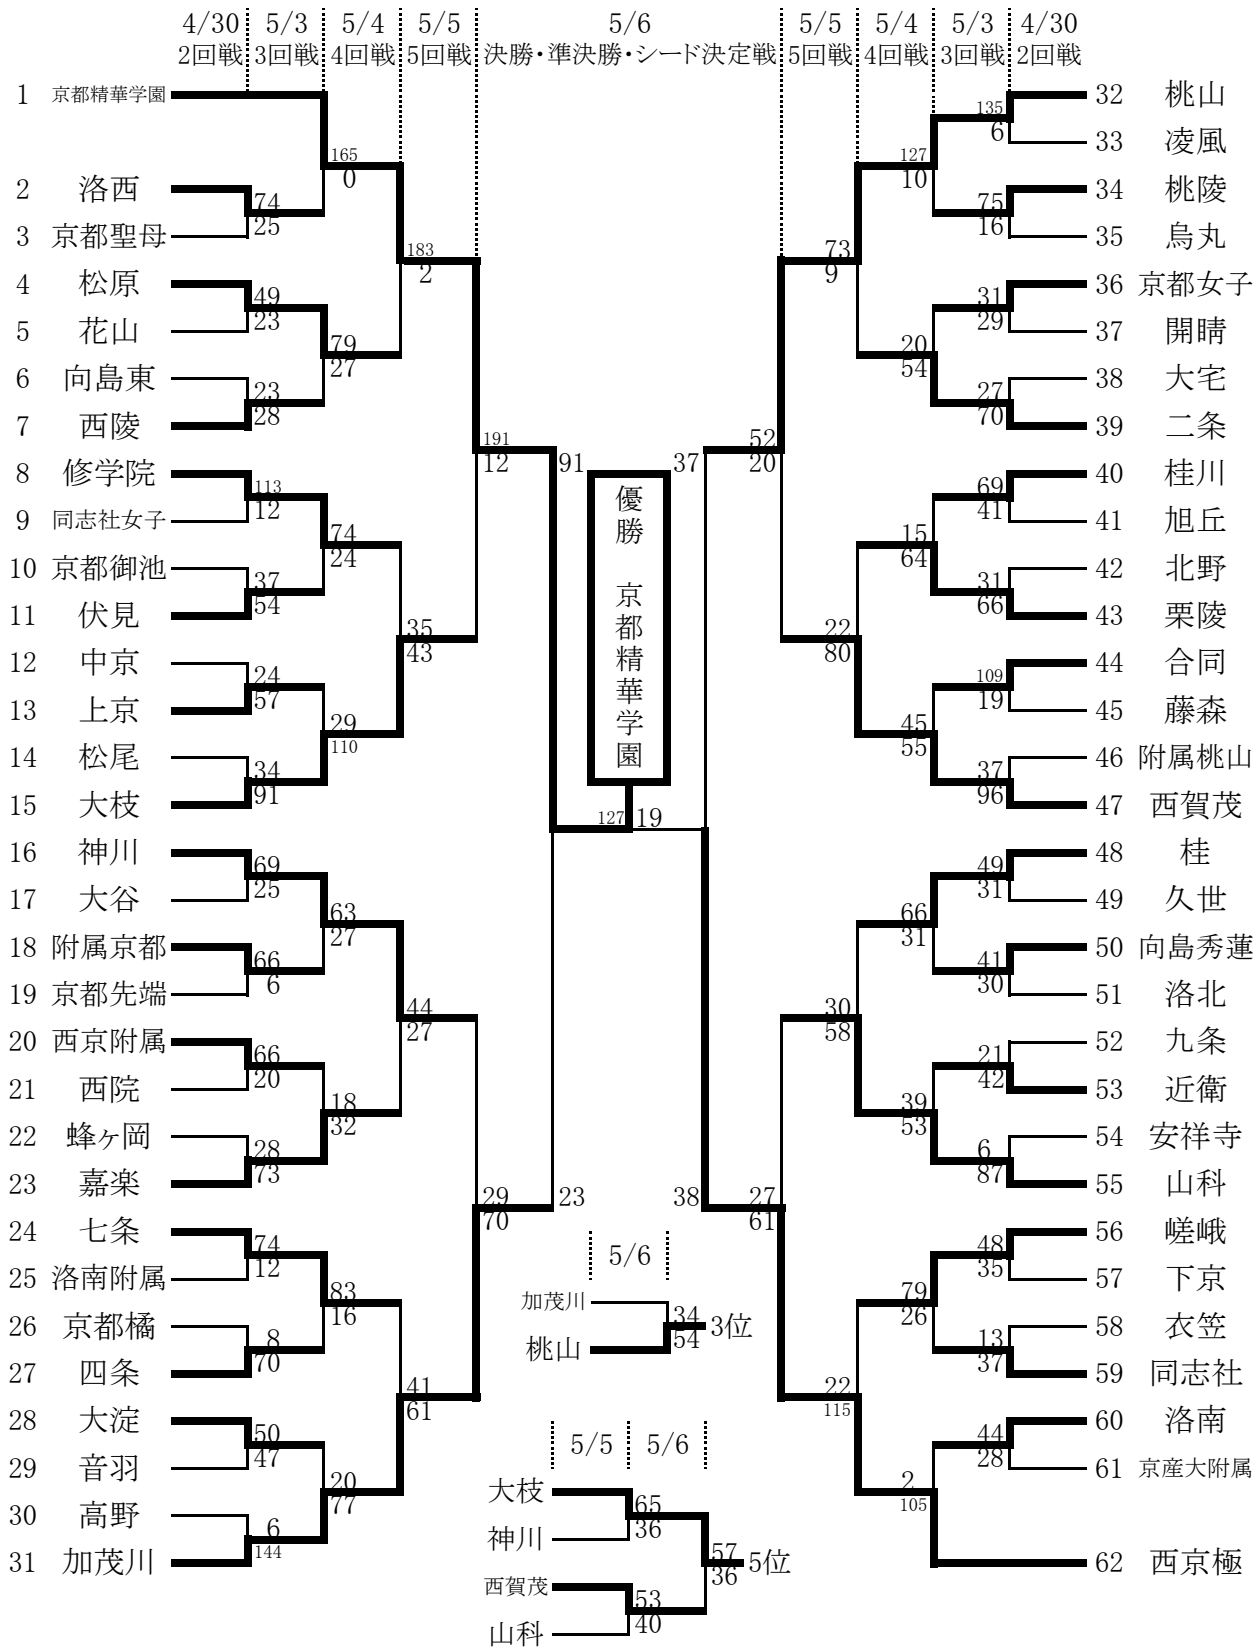 4/30 5/3 5/4 5/5 5/6 5/5 5/4 5/3 4/30
2回戦 3回戦 4回戦 5回戦 決勝・準決勝・シード決定戦 5回戦 4回戦 3回戦 2回戦
1 京都精華学園
2 洛西
3 京都聖母
4 松原
5 花山
6 向島東
7 西陵
8 修学院
9 同志社女子
10 京都御池
11 伏見
12 中京
13 上京
14 松尾
15 大枝
16 神川
17 大谷
18 附属京都
19 京都先端
20 西京附属
21 西院
22 蜂ヶ岡
23 嘉楽
24 七条
25 洛南附属
26 京都橘
27 四条
28 大淀
29 音羽
30 高野
31 加茂川
74
25
49
23
23
28
113
12
37
54
24
57
34
91
69
25
66
6
66
20
28
73
74
12
8
70
50
47
6
144
165
0
79
27
74
24
29
110
63
27
18
32
83
16
20
77
183
2
35
43
44
27
41
61
191
12
29
70
91
23
優勝 京都精華学園
127 19
37
38
52
20
27
61
73
9
22
80
30
58
22
115
127
10
20
54
15
64
45
55
66
31
39
53
79
26
2
105
135
6
75
16
31
29
27
70
69
41
31
66
109
19
37
96
49
31
41
30
21
42
6
87
48
35
13
37
44
28
32 桃山
33 凌風
34 桃陵
35 烏丸
36 京都女子
37 開晴
38 大宅
39 二条
40 桂川
41 旭丘
42 北野
43 栗陵
44 合同
45 藤森
46 附属桃山
47 西賀茂
48 桂
49 久世
50 向島秀蓮
51 洛北
52 九条
53 近衛
54 安祥寺
55 山科
56 嵯峨
57 下京
58 衣笠
59 同志社
60 洛南
61 京産大附属
62 西京極
5/6
加茂川
34
3位
54
桃山
5/5 5/6
大枝
65
36
神川
57
5位
36
西賀茂
53
40
山科